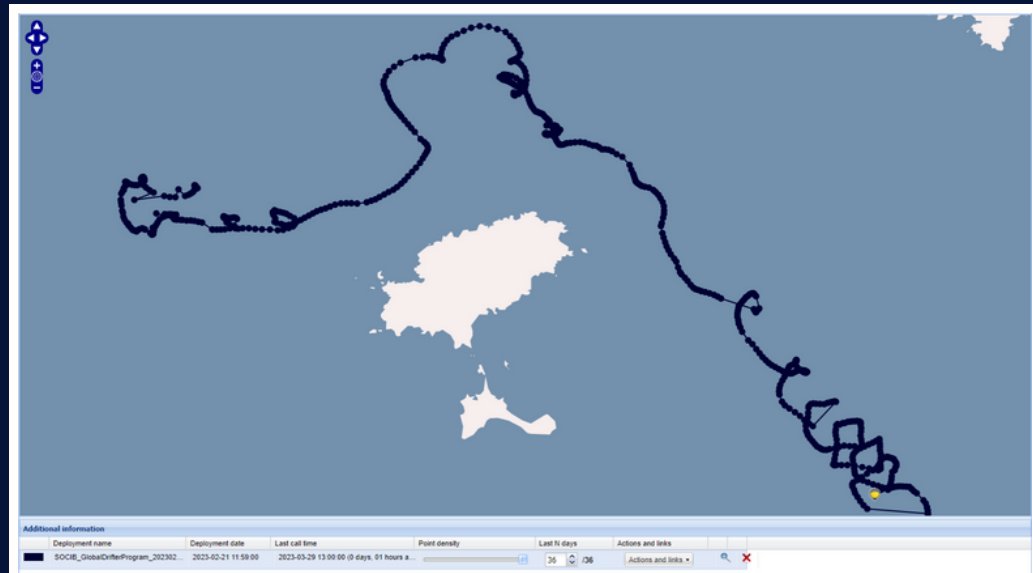 Additional information
Deployment name Deployment date Last call time Point density Last N days Actions and links
SOCIB_GlobalDrifterProgram_202302... 2023-02-21 11:59:00 2023-03-29 13:00:00 (0 days, 01 hours a... 36 /36 Actions and links